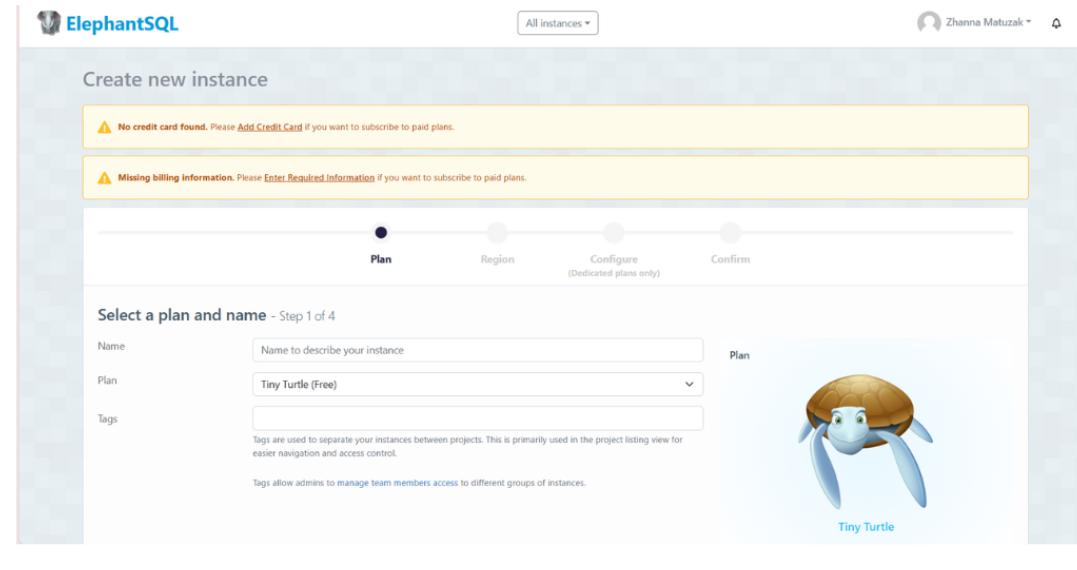 ElephantSQL
All instances
Zhanna Matuzak
Create new instance
No credit card found. Please Add Credit Card if you want to subscribe to paid plans.
Missing billing information. Please Enter Required Information if you want to subscribe to paid plans.
Plan
Region
Configure
(Dedicated plans only)
Confirm
Select a plan and name - Step 1 of 4
Name
Name to describe your instance
Plan
Plan
Tiny Turtle (Free)
Tags
Tags are used to separate your instances between projects. This is primarily used in the project listing view for
easier navigation and access control.
Tags allow admins to manage team members access to different groups of instances.
Tiny Turtle